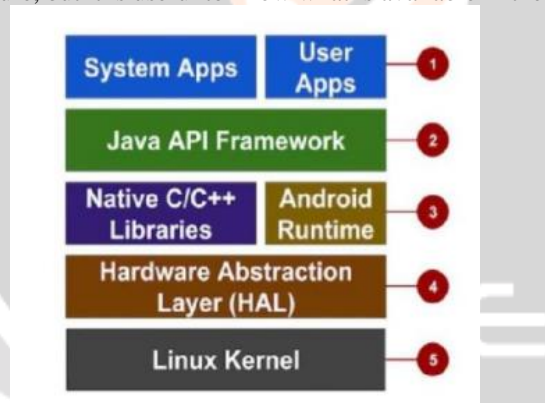 System Apps
User
Apps
1
Java API Framework
2
Native C/C++
Libraries
Android
Runtime
3
Hardware Abstraction
Layer (HAL)
4
Linux Kernel
5